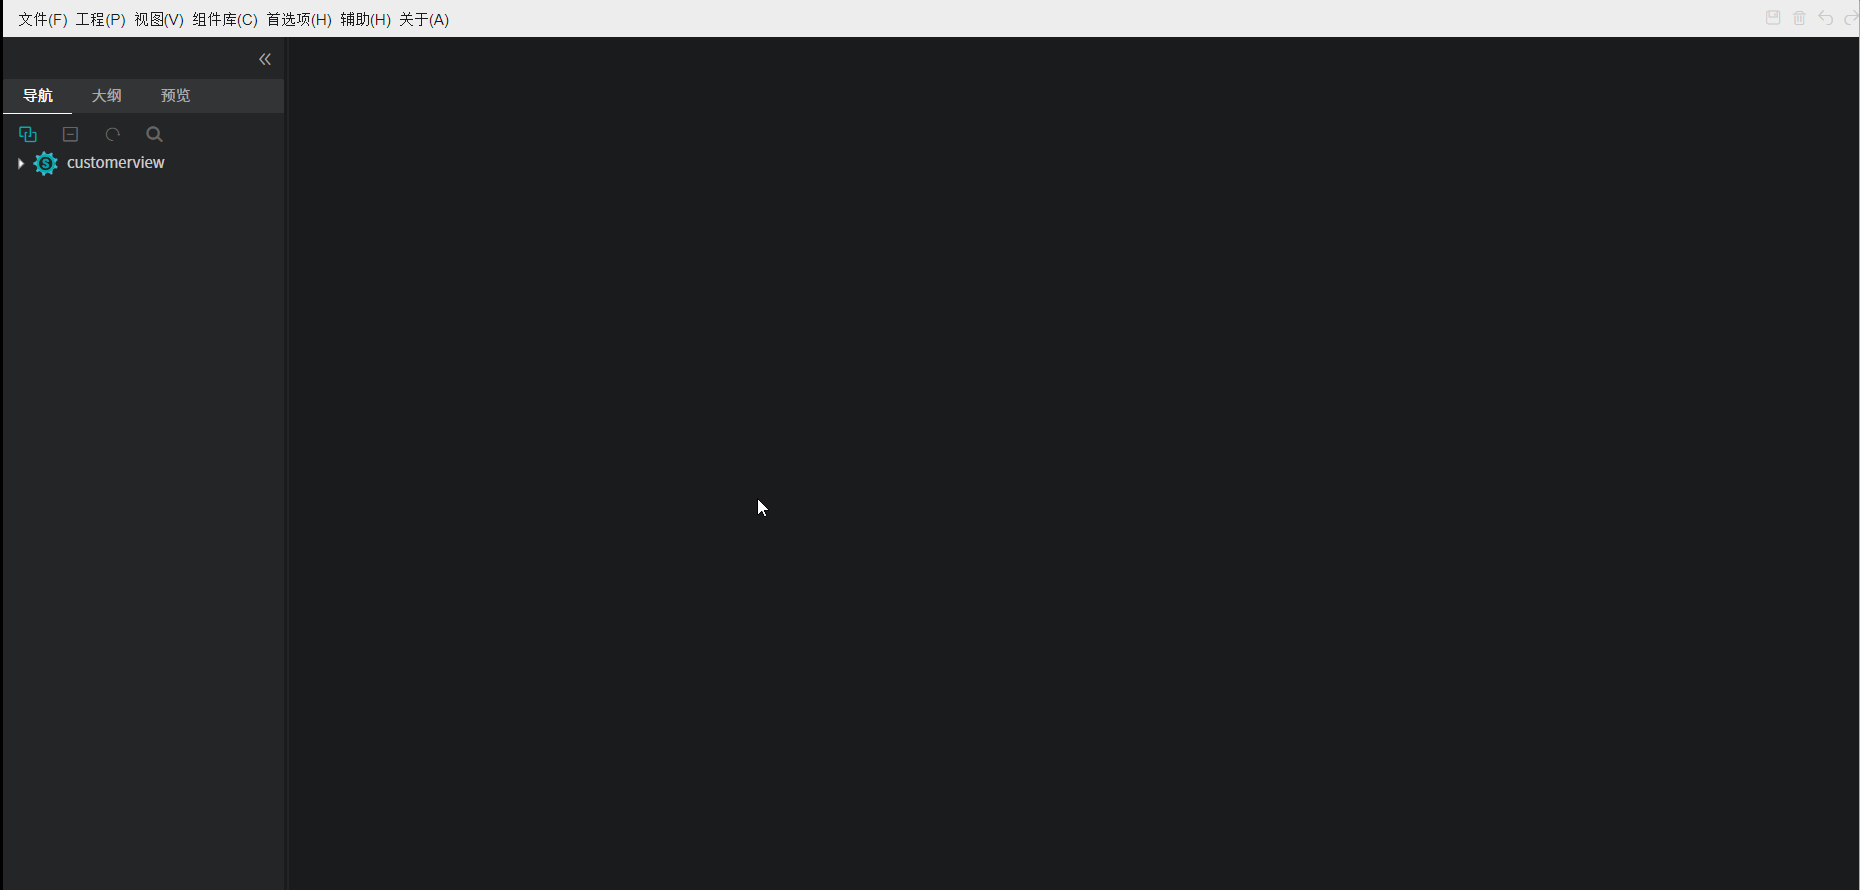 文件(F) 工程(P) 视图(V) 组件库(C) 首选项(H) 辅助(H) 关于(A)
导航 大纲 预览
customerview